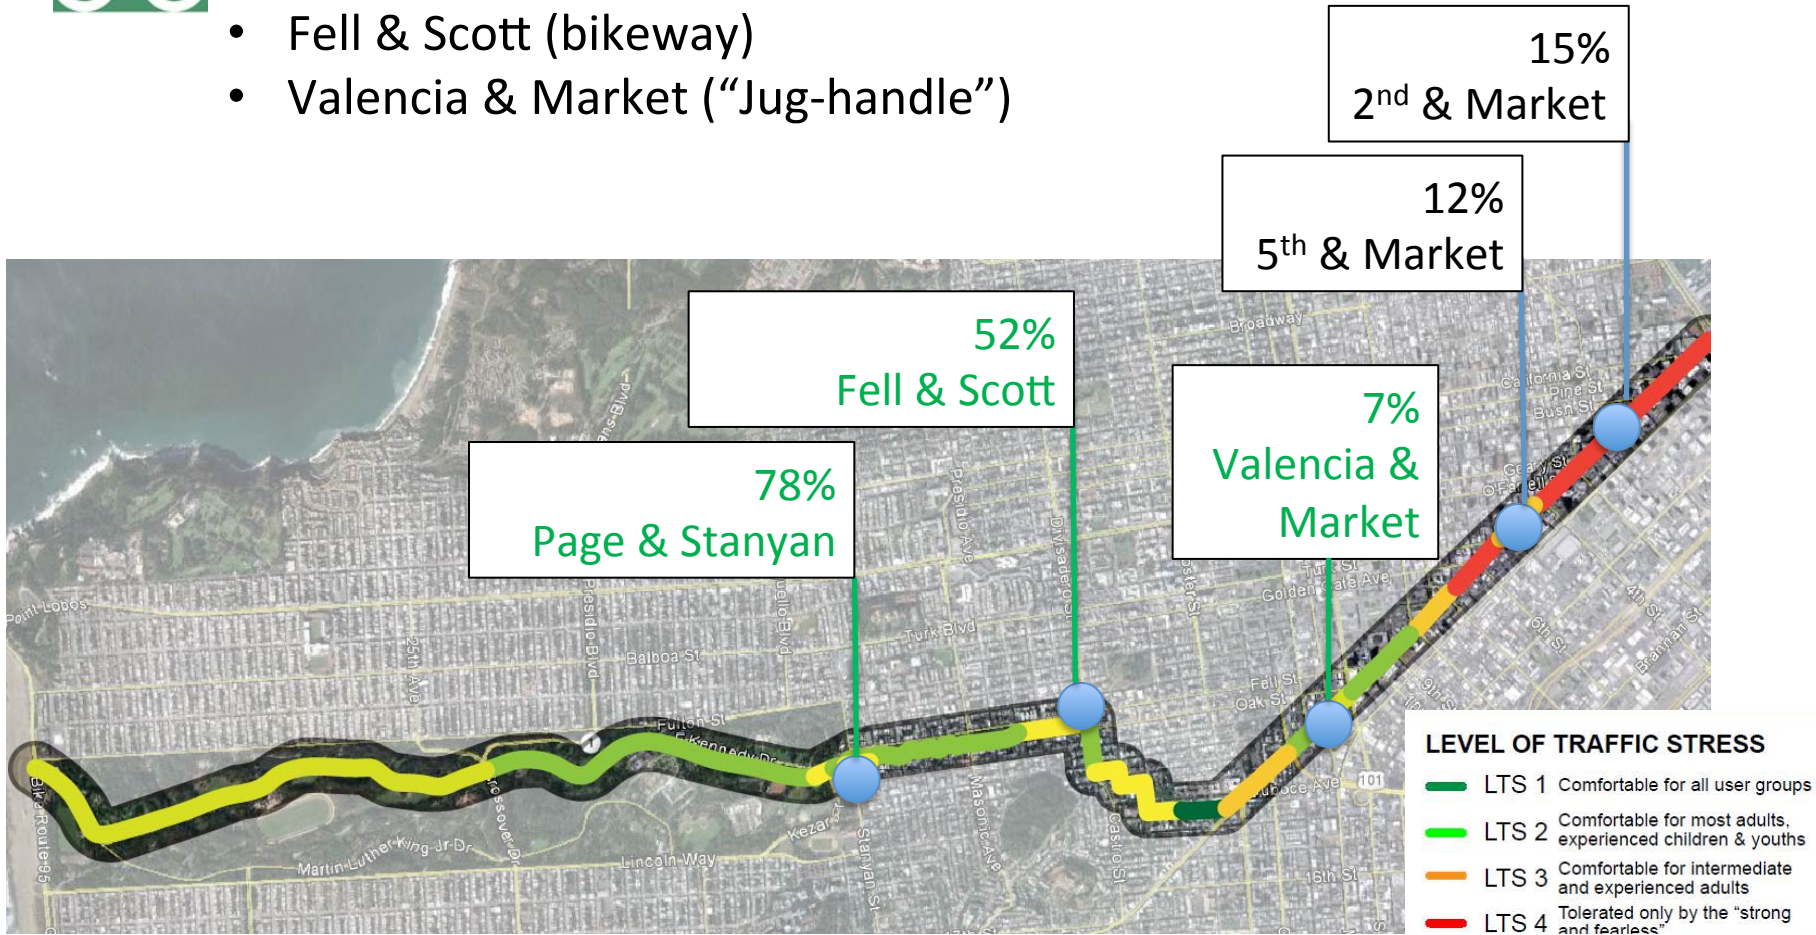 • Fell & Scott (bikeway)
• Valencia & Market (“Jug-handle”)
15%
2nd & Market
12%
5th & Market
52%
Fell & Scott
7%
Valencia &
Market
78%
Page & Stanyan
Broadway
California St
Pine St
Bush St
Geary St
Presidio Ave
Divisadero St
Turk St
Golden Gate Ave
4th St
6th St
Brannan St
Point Lobos
25th Ave
Presidio Blvd
Turk Blvd
Balboa St
Fell St
Oak St
9th St
Fulton St
Kennedy Dr
Bike Route 95
Crossover Dr
Martin Luther King Jr Dr
Kezar
Stanyan St
Masonic Ave
Castro St
Lincoln Way
101
16th St
17th St
LEVEL OF TRAFFIC STRESS
LTS 1 Comfortable for all user groups
LTS 2 Comfortable for most adults,
experienced children & youths
LTS 3 Comfortable for intermediate
and experienced adults
LTS 4 Tolerated only by the “strong
and fearless”